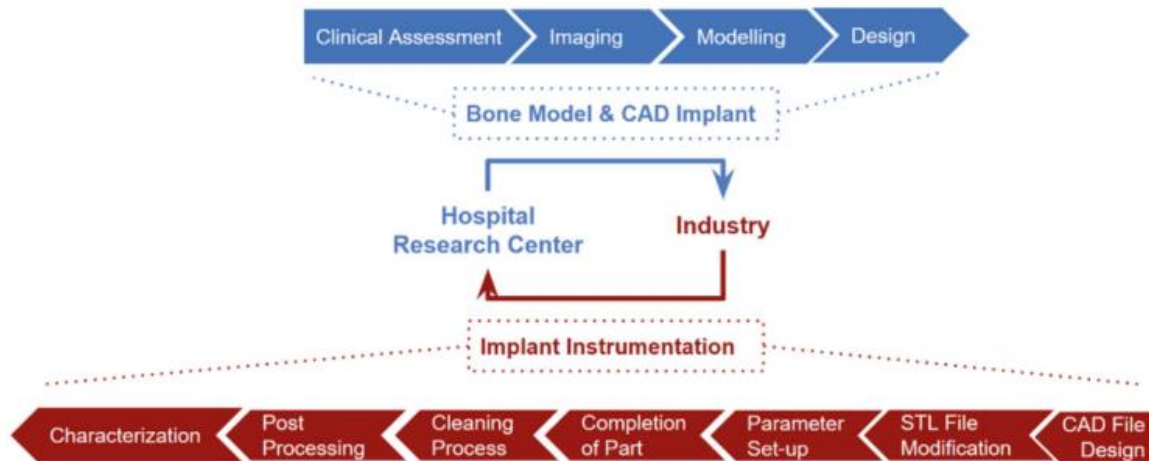 Clinical Assessment
Imaging
Modelling
Design
Bone Model & CAD Implant
Hospital
Research Center
Industry
Implant Instrumentation
Characterization
Post
Processing
Cleaning
Process
Completion
of Part
Parameter
Set-up
STL File
Modification
CAD File
Design